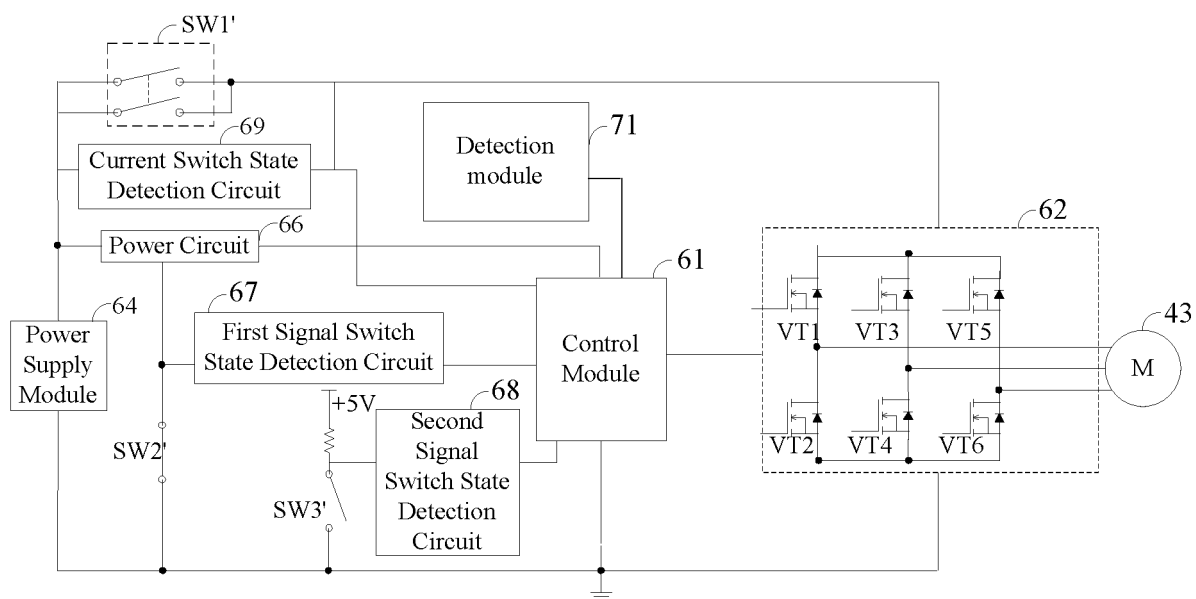 SW1'
69
Current Switch State
Detection Circuit
Detection
module
71
66
Power Circuit
62
61
64
67
Power
Supply
Module
First Signal Switch
State Detection Circuit
Control
Module
VT1
VT3
VT5
43
M
+5V
68
Second
Signal
Switch State
Detection
Circuit
SW2'
SW3'
VT2
VT4
VT6